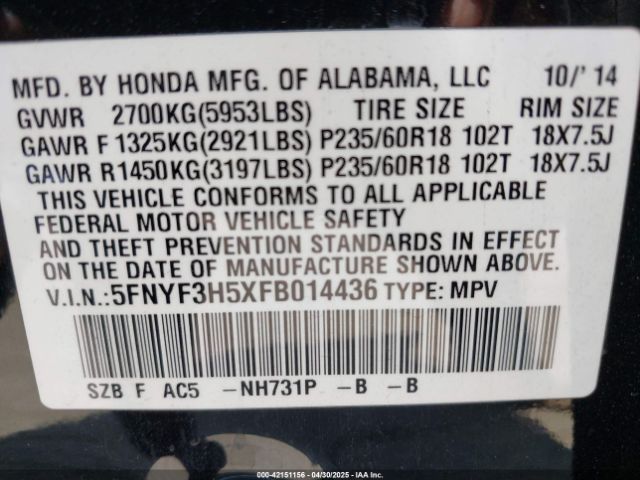 MFD. BY HONDA MFG. OF ALABAMA, LLC 10/'14
GVWR 2700KG(5953LBS) TIRE SIZE RIM SIZE
GAWR F 1325KG(2921LBS) P235/60R18 102T 18X7.5J
GAWR R1450KG(3197LBS) P235/60R18 102T 18X7.5J
THIS VEHICLE CONFORMS TO ALL APPLICABLE
FEDERAL MOTOR VEHICLE SAFETY
AND THEFT PREVENTION STANDARDS IN EFFECT
ON THE DATE OF MANUFACTURE SHOWN ABOVE.
V.I.N.:5FNYF3H5XFB014436 TYPE: MPV
SZB F AC5 -NH731P -B -B
000-42151156 - 04/30/2025 - IAAI.COM